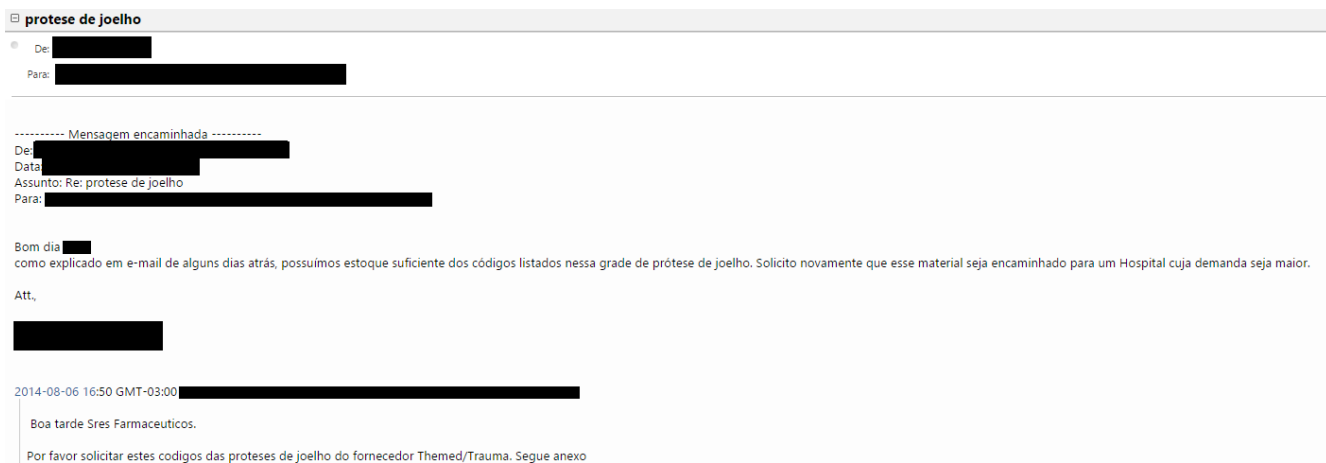 protese de joelho
De:
Para:
---------- Mensagem encaminhada ----------
De:
Data:
Assunto: Re: protese de joelho
Para:
Bom dia
como explicado em e-mail de alguns dias atrás, possuímos estoque suficiente dos códigos listados nessa grade de prótese de joelho. Solicito novamente que esse material seja encaminhado para um Hospital cuja demanda seja maior.
Att.,
2014-08-06 16:50 GMT-03:00
Boa tarde Sres Farmaceuticos.
Por favor solicitar estes codigos das proteses de joelho do fornecedor Themed/Trauma. Segue anexo